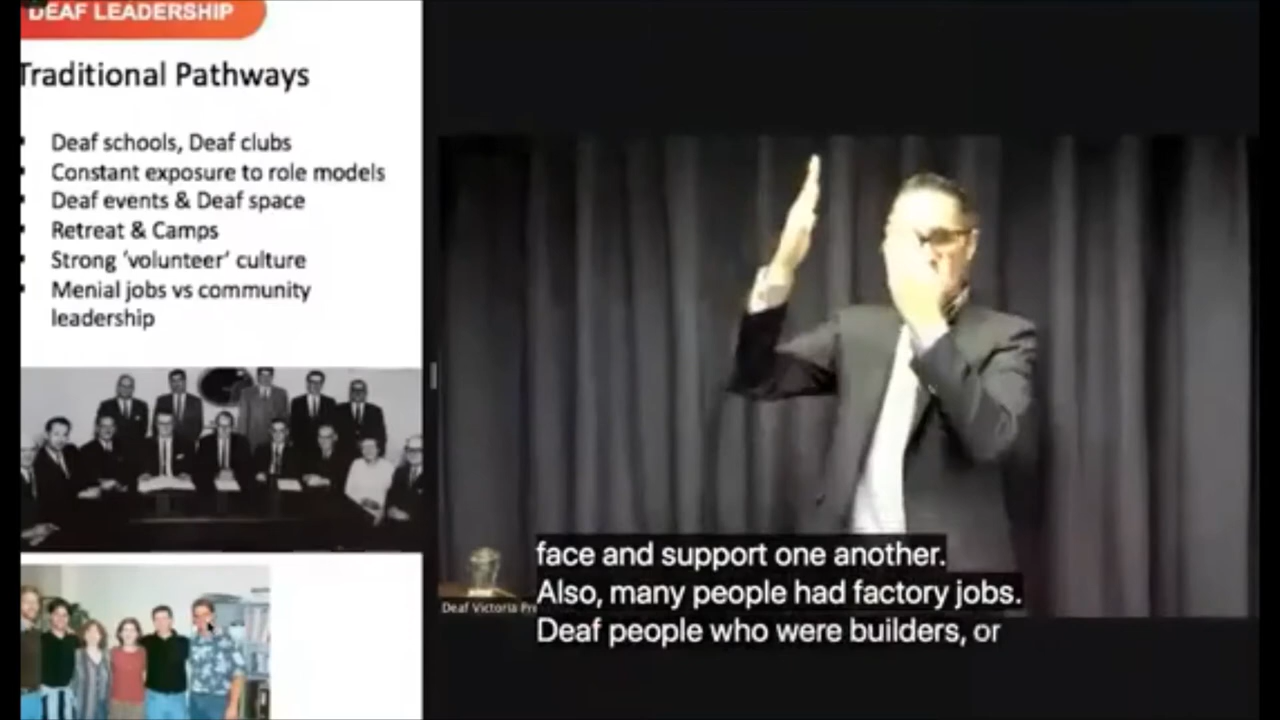 DEAF LEADERSHIP
Traditional Pathways
Deaf schools, Deaf clubs
Constant exposure to role models
Deaf events & Deaf space
Retreat & Camps
Strong ‘volunteer’ culture
Menial jobs vs community
leadership
face and support one another.
Also, many people had factory jobs.
Deaf Victoria
Deaf people who were builders, or